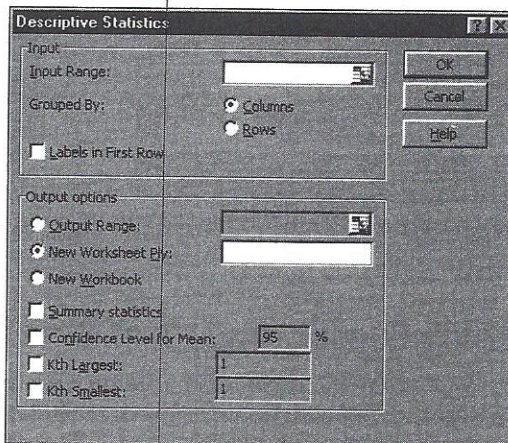 Descriptive Statistics
Input
Input Range:
Grouped By:
Columns
Rows
Labels in First Row
OK
Cancel
Help
Output options
Output Range:
New Worksheet Ply:
New Workbook
Summary statistics
Confidence Level for Mean: 95 %
Kth Largest: 1
Kth Smallest: 1